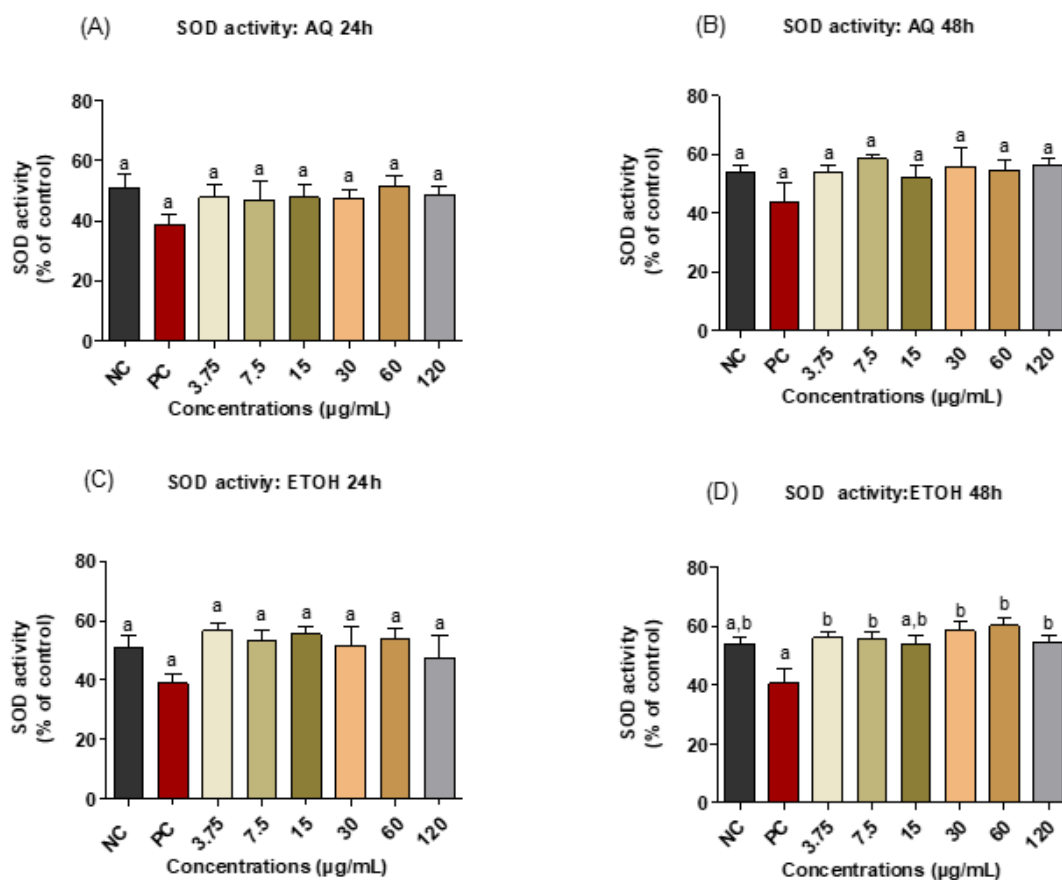 (A) SOD activity: AQ 24h
a a a a a a a a
SOD activity
(% of control)
80
60
40
20
0
NC PC 3.75 7.5 15 30 60 120
Concentrations (µg/mL)
(B) SOD activity: AQ 48h
a a a a a a a a
SOD activity
(% of control)
80
60
40
20
0
NC PC 3.75 7.5 15 30 60 120
Concentrations (µg/mL)
(C) SOD activiy: ETOH 24h
a a a a a a a a
SOD activity
(% of control)
80
60
40
20
0
NC PC 3.75 7.5 15 30 60 120
Concentrations (µg/mL)
(D) SOD activity:ETOH 48h
a,b a b b a,b b b b
SOD activity
(% of control)
80
60
40
20
0
NC PC 3.75 7.5 15 30 60 120
Concentrations (µg/mL)